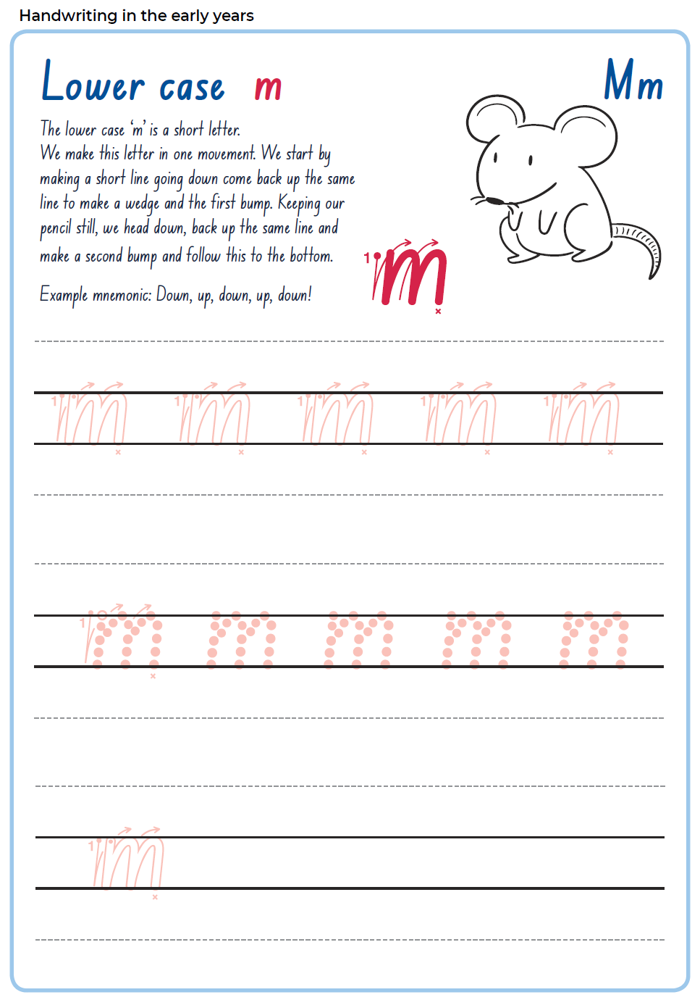 Handwriting in the early years
Lower case m
Mm
The lower case ‘m’ is a short letter.
We make this letter in one movement. We start by
making a short line going down come back up the same
line to make a wedge and the first bump. Keeping our
pencil still, we head down, back up the same line and
make a second bump and follow this to the bottom.
Example mnemonic: Down, up, down, up, down!
1 m
1 m 1 m 1 m 1 m 1 m
1 m m m m m
1 m